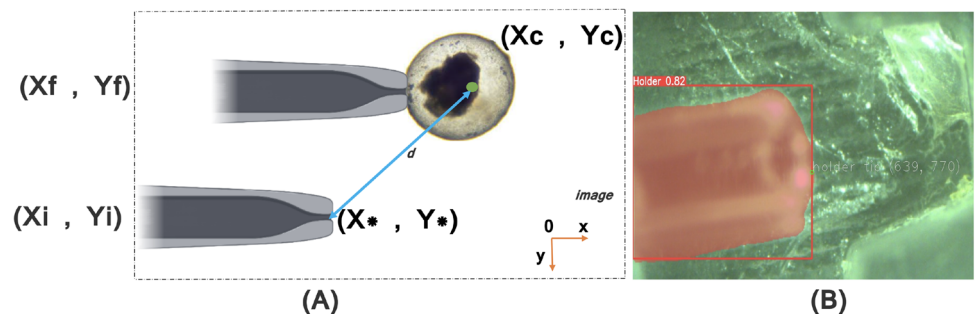 (Xc , Yc)
(Xf , Yf)
d
(Xi , Yi)
(X* , Y*)
image
0 x
y
(A)
Holder 0.82
holder tip (639, 770)
(B)